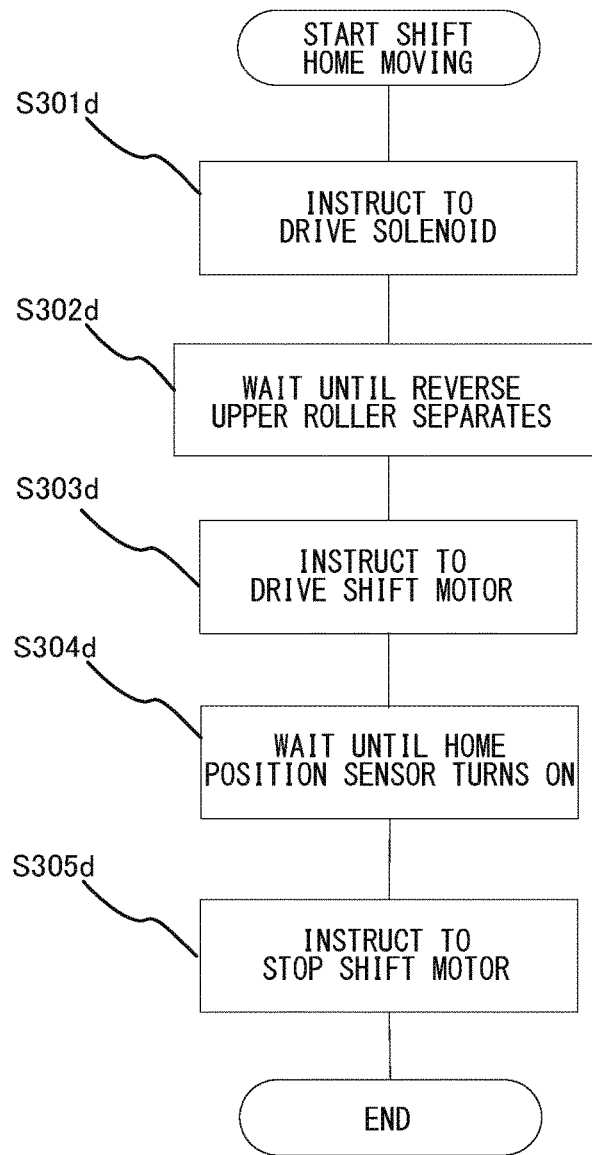 START SHIFT
HOME MOVING
S301d
INSTRUCT TO
DRIVE SOLENOID
S302d
WAIT UNTIL REVERSE
UPPER ROLLER SEPARATES
S303d
INSTRUCT TO
DRIVE SHIFT MOTOR
S304d
WAIT UNTIL HOME
POSITION SENSOR TURNS ON
S305d
INSTRUCT TO
STOP SHIFT MOTOR
END